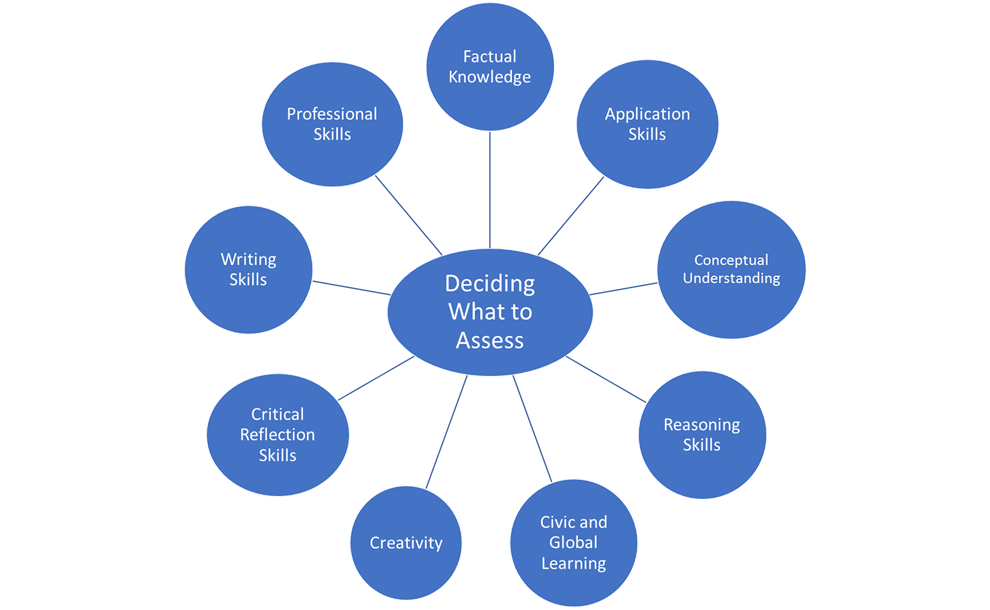 Factual
Knowledge
Application
Skills
Conceptual
Understanding
Reasoning
Skills
Civic and
Global
Learning
Creativity
Critical
Reflection
Skills
Writing
Skills
Professional
Skills
Deciding
What to
Assess